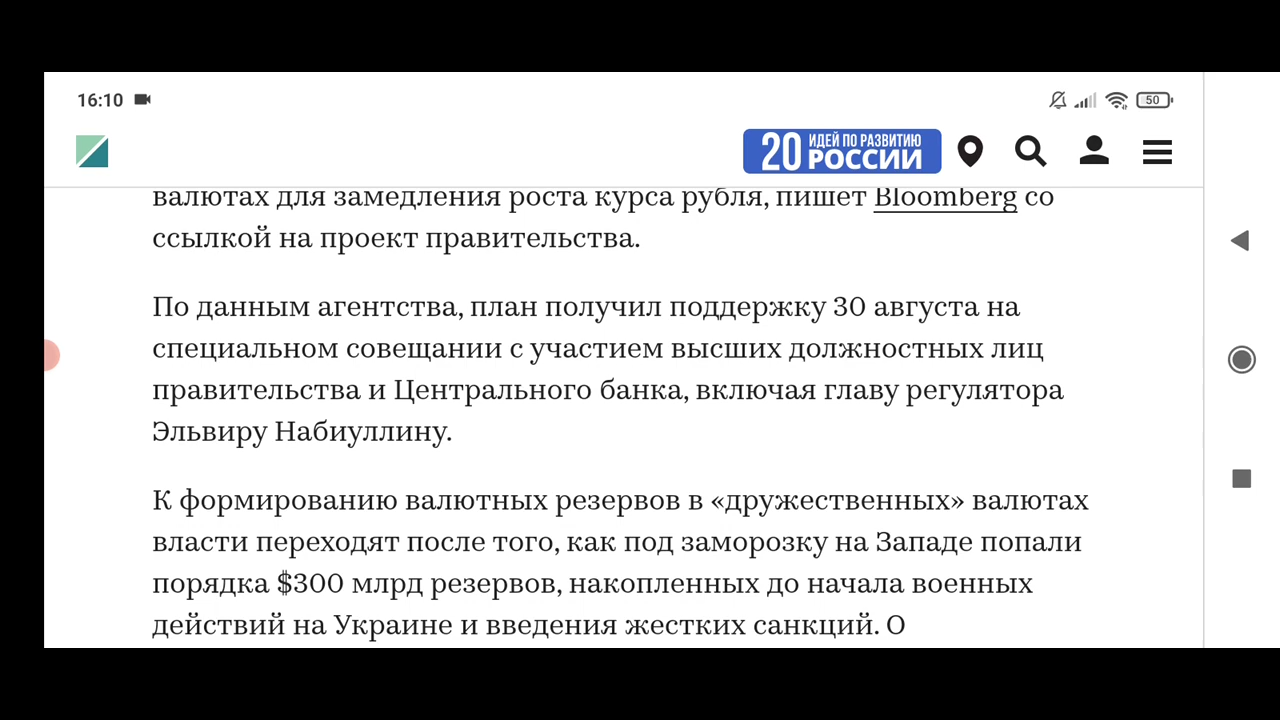 16:10
50
20 ИДЕЙ ПО РАЗВИТИЮ
РОССИИ
валютах для замедления роста курса рубля, пишет Bloomberg со
ссылкой на проект правительства.
По данным агентства, план получил поддержку 30 августа на
специальном совещании с участием высших должностных лиц
правительства и Центрального банка, включая главу регулятора
Эльвиру Набиуллину.
К формированию валютных резервов в «дружественных» валютах
власти переходят после того, как под заморозку на Западе попали
порядка $300 млрд резервов, накопленных до начала военных
действий на Украине и введения жестких санкций. О